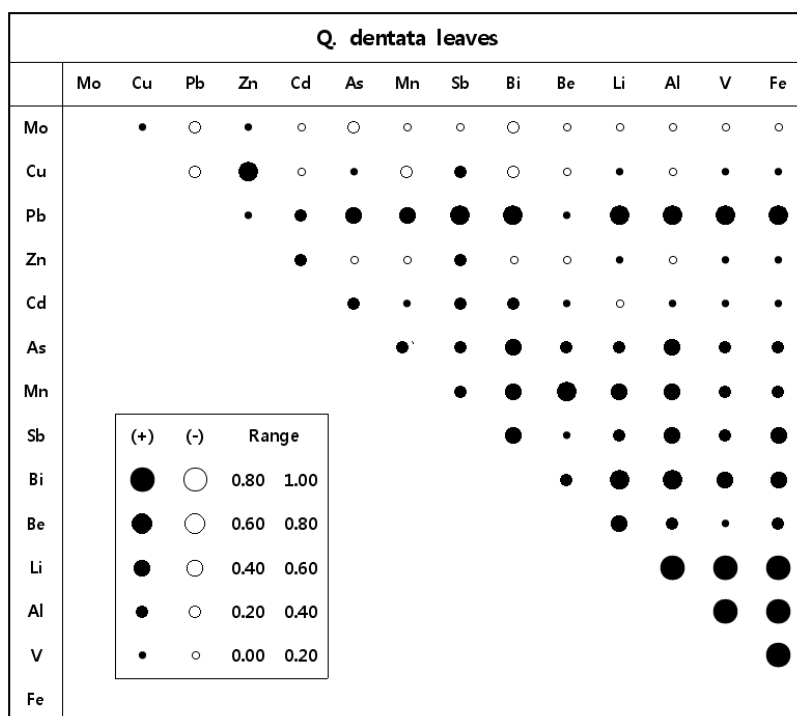 Q. dentata leaves
Mo Cu Pb Zn Cd As Mn Sb Bi Be Li Al V Fe
Mo
Cu
Pb
Zn
Cd
As
Mn
Sb
(+) (-) Range
Bi
0.80 1.00
Be
0.60 0.80
Li
0.40 0.60
Al
0.20 0.40
V
0.00 0.20
Fe